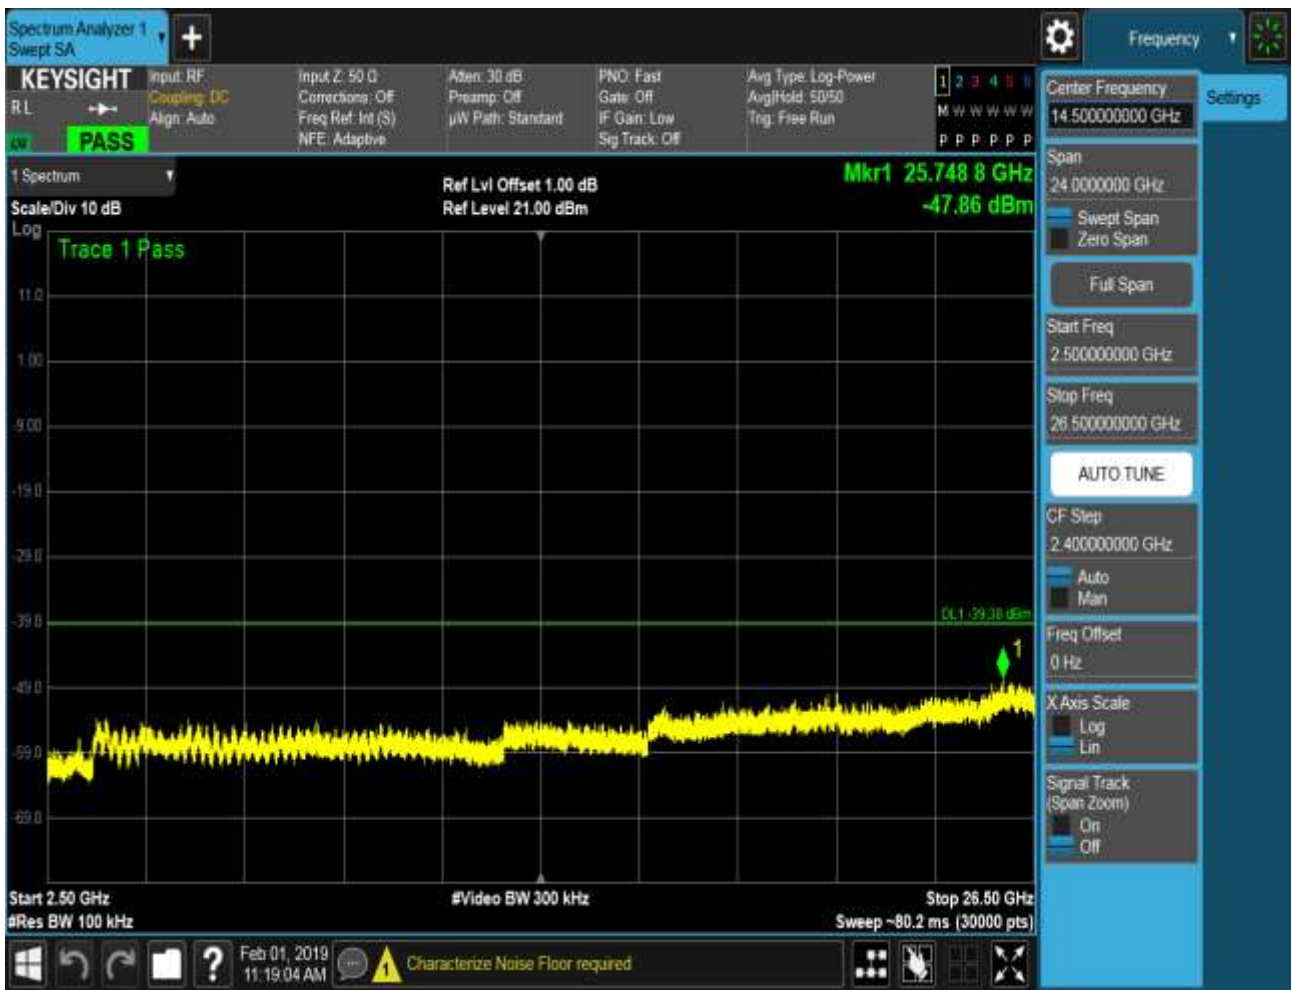 Spectrum Analyzer 1
Swept SA
Frequency
KEYSIGHT
R L
PASS
Input: RF
Coupling: DC
Align: Auto
Input Z: 50 Ω
Corrections: Off
Freq Ref: Int (S)
NFE: Adaptive
Atten: 30 dB
Preamp: Off
µW Path: Standard
PNO: Fast
Gate: Off
IF Gain: Low
Sig Track: Off
Avg Type: Log-Power
Avg|Hold: 50/50
Trig: Free Run
1 2 3 4 5 6
M W W W W W
P P P P P P
1 Spectrum
Scale/Div 10 dB
Log
Ref Lvl Offset 1.00 dB
Ref Level 21.00 dBm
Mkr1 25.748 8 GHz
-47.86 dBm
Trace 1 Pass
11.0
1.00
-9.00
-19.0
-29.0
-39.0
-49.0
-59.0
-69.0
DL1 -39.38 dBm
1
Start 2.50 GHz
#Res BW 100 kHz
#Video BW 300 kHz
Stop 26.50 GHz
Sweep ~80.2 ms (30000 pts)
Center Frequency
14.500000000 GHz
Settings
Span
24.0000000 GHz
Swept Span
Zero Span
Full Span
Start Freq
2.500000000 GHz
Stop Freq
26.500000000 GHz
AUTO TUNE
CF Step
2.400000000 GHz
Auto
Man
Freq Offset
0 Hz
X Axis Scale
Log
Lin
Signal Track
(Span Zoom)
On
Off
?
Feb 01, 2019
11:19:04 AM
1
Characterize Noise Floor required